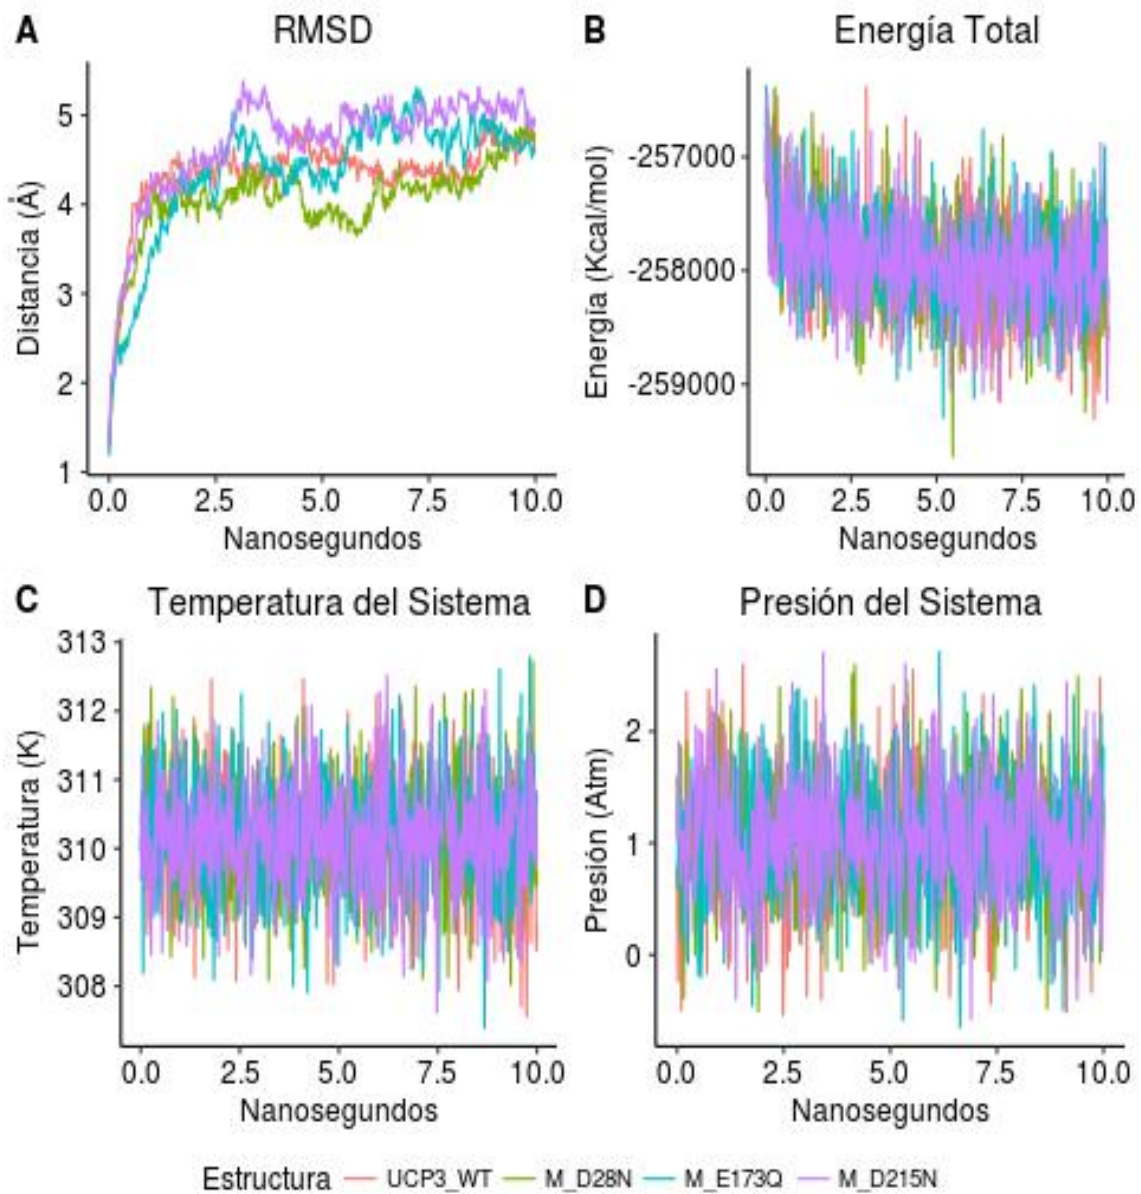 A RMSD
Distancia (Å)
5
4
3
2
1
0.0 2.5 5.0 7.5 10.0
Nanosegundos
B Energía Total
Energía (Kcal/mol)
-257000
-258000
-259000
0.0 2.5 5.0 7.5 10.0
Nanosegundos
C Temperatura del Sistema
Temperatura (K)
313
312
311
310
309
308
0.0 2.5 5.0 7.5 10.0
Nanosegundos
D Presión del Sistema
Presión (Atm)
2
1
0
0.0 2.5 5.0 7.5 10.0
Nanosegundos
Estructura UCP3_WT M_D28N M_E173Q M_D215N